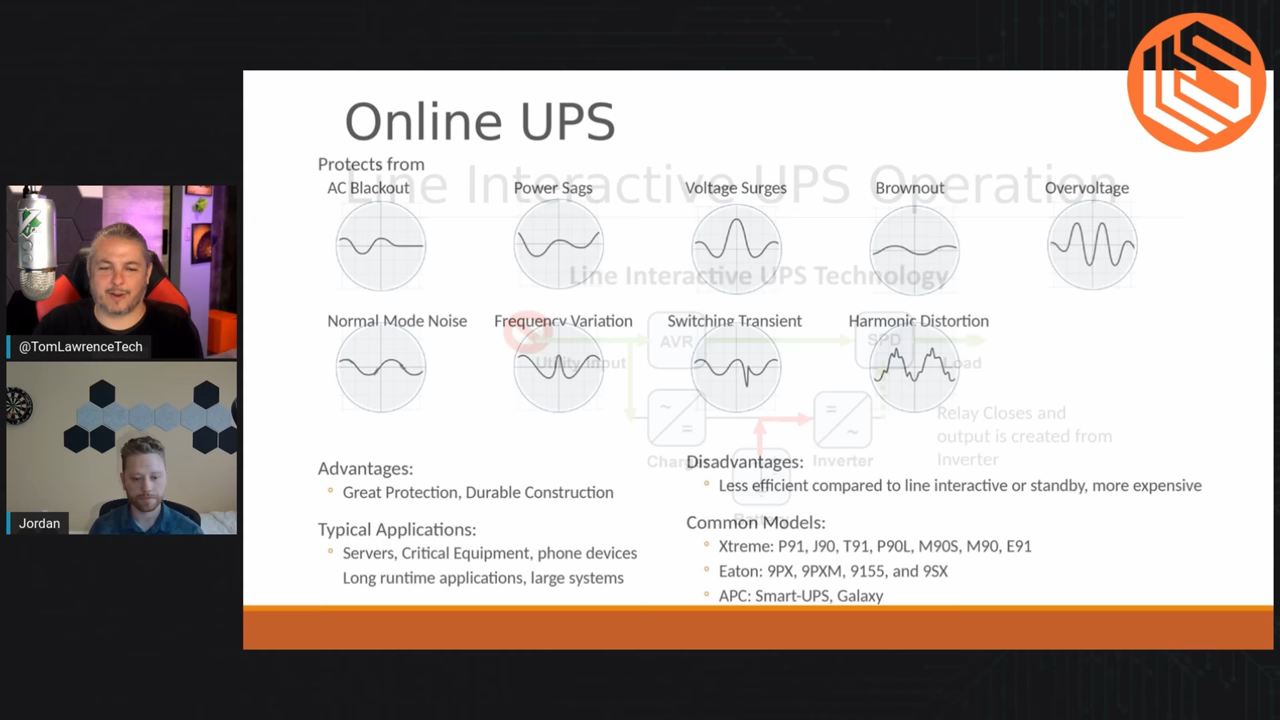 Online UPS
Line Interactive UPS Operation
Protects from
AC Blackout
Power Sags
Voltage Surges
Brownout
Overvoltage
Line Interactive UPS Technology
Normal Mode Noise
Frequency Variation
Switching Transient
Harmonic Distortion
AVR
SPD
Utility Input
Load
@TomLawrenceTech
Relay Closes and
output is created from
Inverter
Inverter
Advantages:
Great Protection, Durable Construction
Disadvantages:
Less efficient compared to line interactive or standby, more expensive
Typical Applications:
Servers, Critical Equipment, phone devices
Long runtime applications, large systems
Common Models:
Xtreme: P91, J90, T91, P90L, M90S, M90, E91
Eaton: 9PX, 9PXM, 9155, and 9SX
APC: Smart-UPS, Galaxy
Jordan